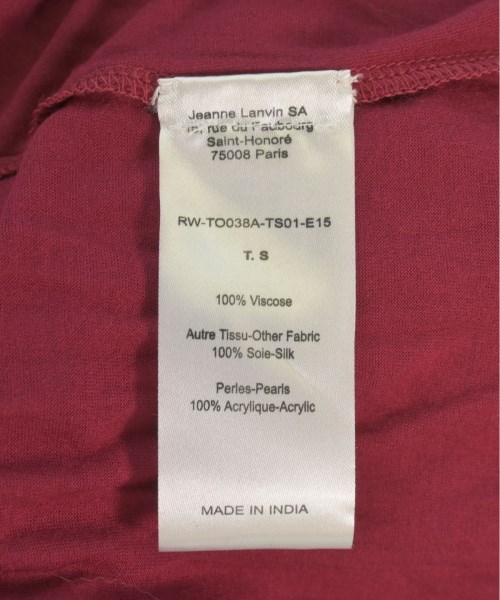 Jeanne Lanvin SA
15, rue du Faubourg
Saint-Honoré
75008 Paris
RW-TO038A-TS01-E15
T. S
100% Viscose
Autre Tissu-Other Fabric
100% Soie-Silk
Perles-Pearls
100% Acrylique-Acrylic
MADE IN INDIA